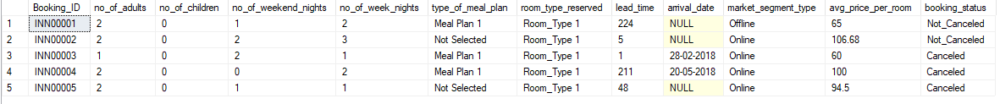 Booking_ID no_of_adults no_of_children no_of_weekend_nights no_of_week_nights type_of_meal_plan room_type_reserved lead_time arrival_date market_segment_type avg_price_per_room booking_status
1 INN00001 2 0 1 2 Meal Plan 1 Room_Type 1 224 NULL Offline 65 Not_Canceled
2 INN00002 2 0 2 3 Not Selected Room_Type 1 5 NULL Online 106.68 Not_Canceled
3 INN00003 1 0 2 1 Meal Plan 1 Room_Type 1 1 28-02-2018 Online 60 Canceled
4 INN00004 2 0 0 2 Meal Plan 1 Room_Type 1 211 20-05-2018 Online 100 Canceled
5 INN00005 2 0 1 1 Not Selected Room_Type 1 48 NULL Online 94.5 Canceled